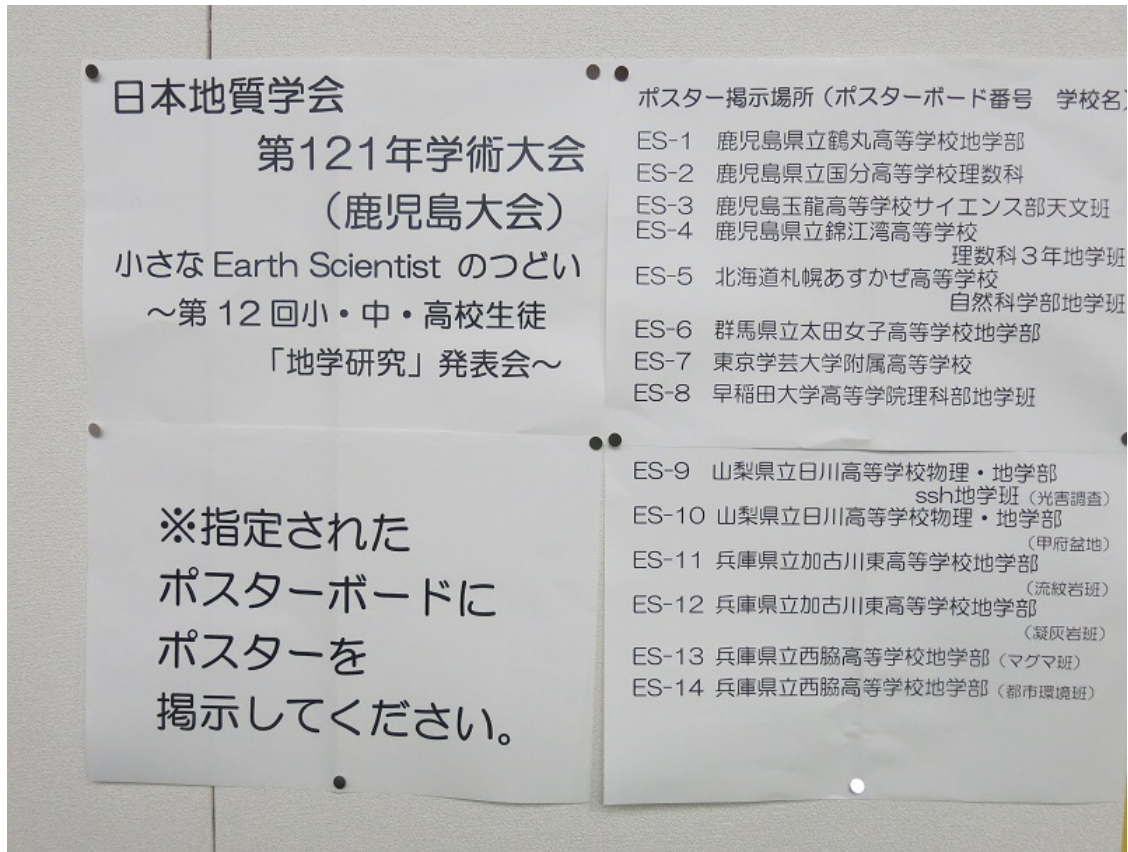 日本地質学会
第121年学術大会
（鹿児島大会）
小さな Earth Scientist のつどい
～第 12 回小・中・高校生徒
「地学研究」発表会～
※指定された
ポスターボードに
ポスターを
掲示してください。
ポスター掲示場所（ポスターボード番号　学校名）
ES-1　鹿児島県立鶴丸高等学校地学部
ES-2　鹿児島県立国分高等学校理数科
ES-3　鹿児島玉龍高等学校サイエンス部天文班
ES-4　鹿児島県立錦江湾高等学校
理数科３年地学班
ES-5　北海道札幌あすかぜ高等学校
自然科学部地学班
ES-6　群馬県立太田女子高等学校地学部
ES-7　東京学芸大学附属高等学校
ES-8　早稲田大学高等学院理科部地学班
ES-9　山梨県立日川高等学校物理・地学部
ssh地学班（光害調査）
ES-10 山梨県立日川高等学校物理・地学部
（甲府盆地）
ES-11 兵庫県立加古川東高等学校地学部
（流紋岩班）
ES-12 兵庫県立加古川東高等学校地学部
（凝灰岩班）
ES-13 兵庫県立西脇高等学校地学部（マグマ班）
ES-14 兵庫県立西脇高等学校地学部（都市環境班）